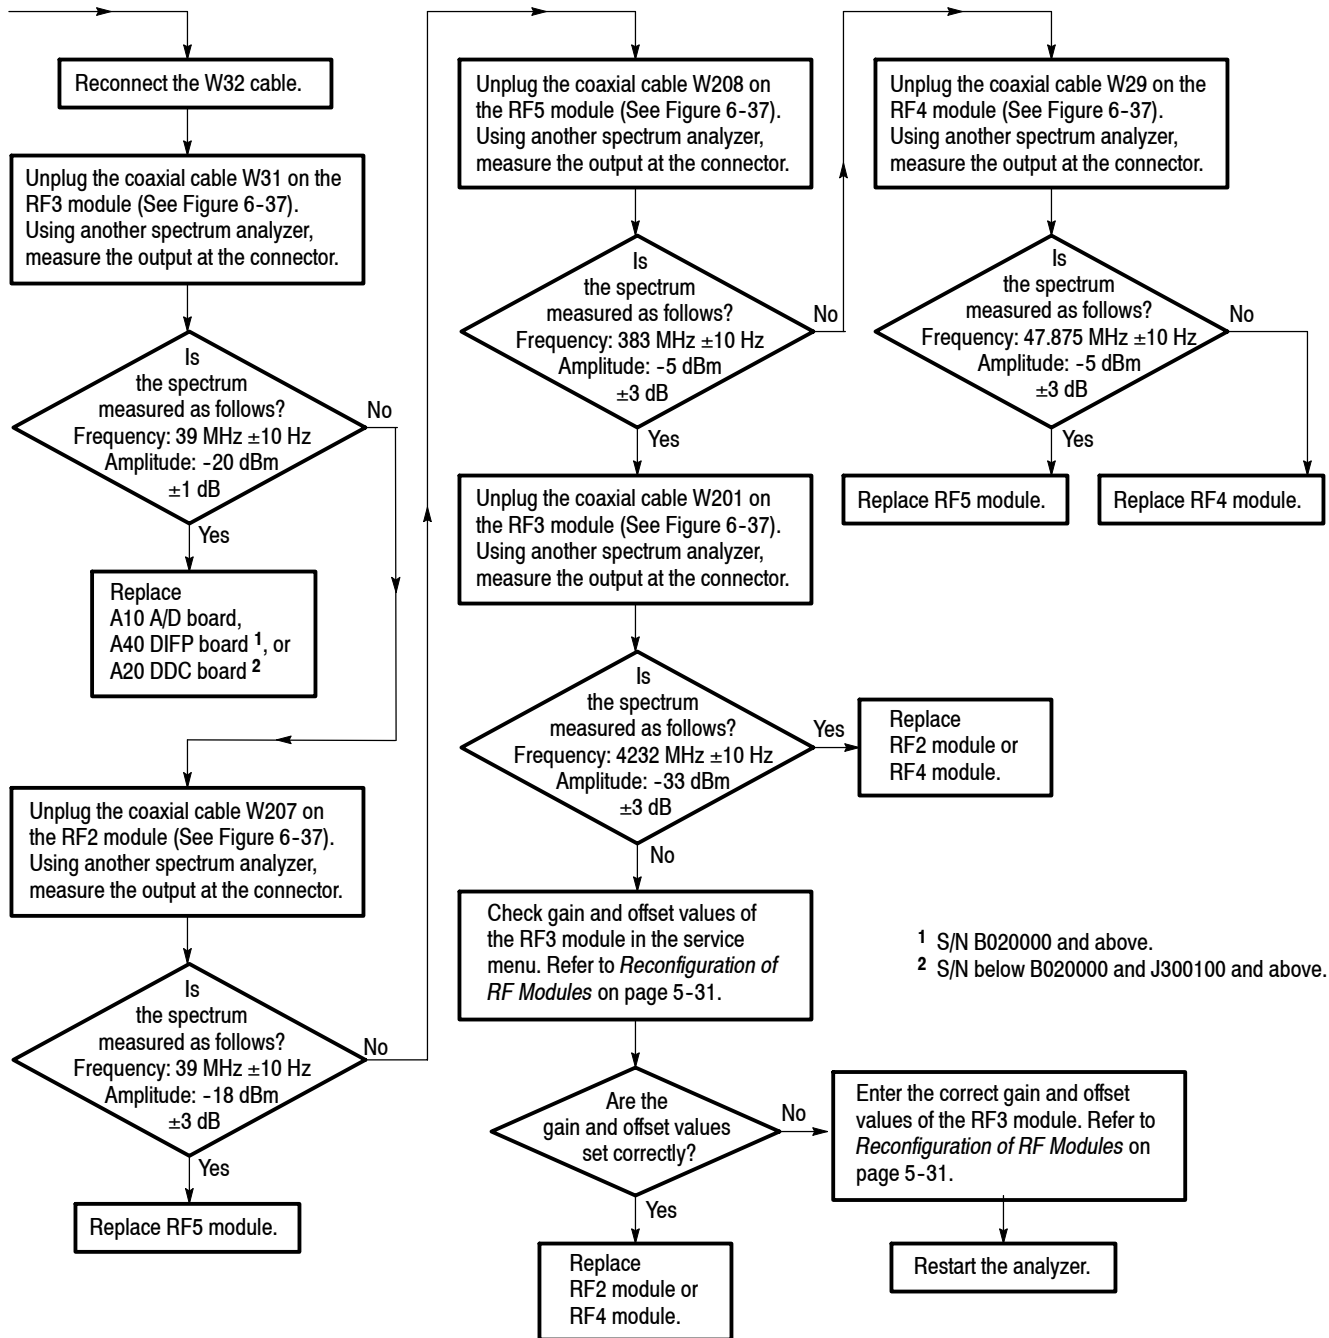 Reconnect the W32 cable.
Unplug the coaxial cable W31 on the
RF3 module (See Figure 6-37).
Using another spectrum analyzer,
measure the output at the connector.
Is
the spectrum
measured as follows?
Frequency: 39 MHz ±10 Hz
Amplitude: -20 dBm
±1 dB
No
Yes
Replace
A10 A/D board,
A40 DIFP board 1, or
A20 DDC board 2
Unplug the coaxial cable W207 on
the RF2 module (See Figure 6-37).
Using another spectrum analyzer,
measure the output at the connector.
Is
the spectrum
measured as follows?
Frequency: 39 MHz ±10 Hz
Amplitude: -18 dBm
±3 dB
No
Yes
Replace RF5 module.
Unplug the coaxial cable W208 on
the RF5 module (See Figure 6-37).
Using another spectrum analyzer,
measure the output at the connector.
Is
the spectrum
measured as follows?
Frequency: 383 MHz ±10 Hz
Amplitude: -5 dBm
±3 dB
No
Yes
Unplug the coaxial cable W201 on
the RF3 module (See Figure 6-37).
Using another spectrum analyzer,
measure the output at the connector.
Is
the spectrum
measured as follows?
Frequency: 4232 MHz ±10 Hz
Amplitude: -33 dBm
±3 dB
Yes
Replace
RF2 module or
RF4 module.
No
Check gain and offset values of
the RF3 module in the service
menu. Refer to Reconfiguration of
RF Modules on page 5-31.
Are the
gain and offset values
set correctly?
No
Enter the correct gain and offset
values of the RF3 module. Refer to
Reconfiguration of RF Modules on
page 5-31.
Restart the analyzer.
Yes
Replace
RF2 module or
RF4 module.
Unplug the coaxial cable W29 on the
RF4 module (See Figure 6-37).
Using another spectrum analyzer,
measure the output at the connector.
Is
the spectrum
measured as follows?
Frequency: 47.875 MHz ±10 Hz
Amplitude: -5 dBm
±3 dB
No
Yes
Replace RF5 module.
Replace RF4 module.
1 S/N B020000 and above.
2 S/N below B020000 and J300100 and above.